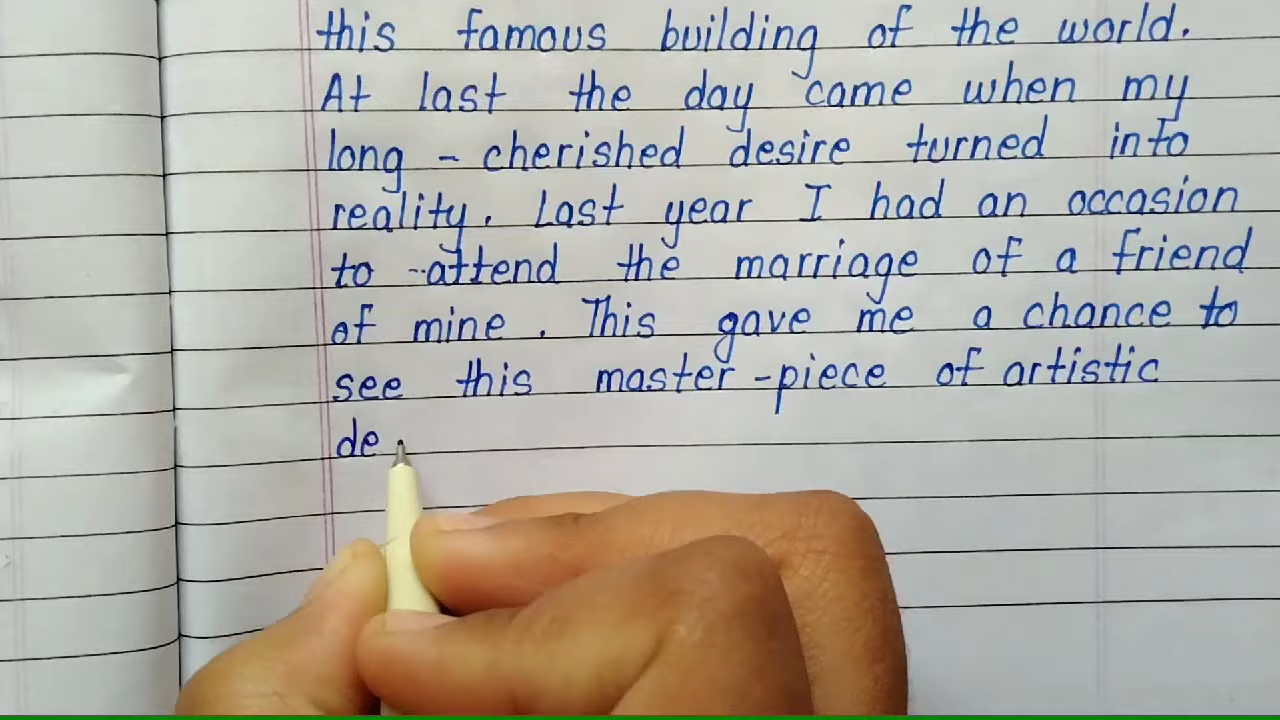 this famous building of the world.
At last the day came when my
long - cherished desire turned into
reality. Last year I had an occasion
to attend the marriage of a friend
of mine. This gave me a chance to
see this master-piece of artistic
de